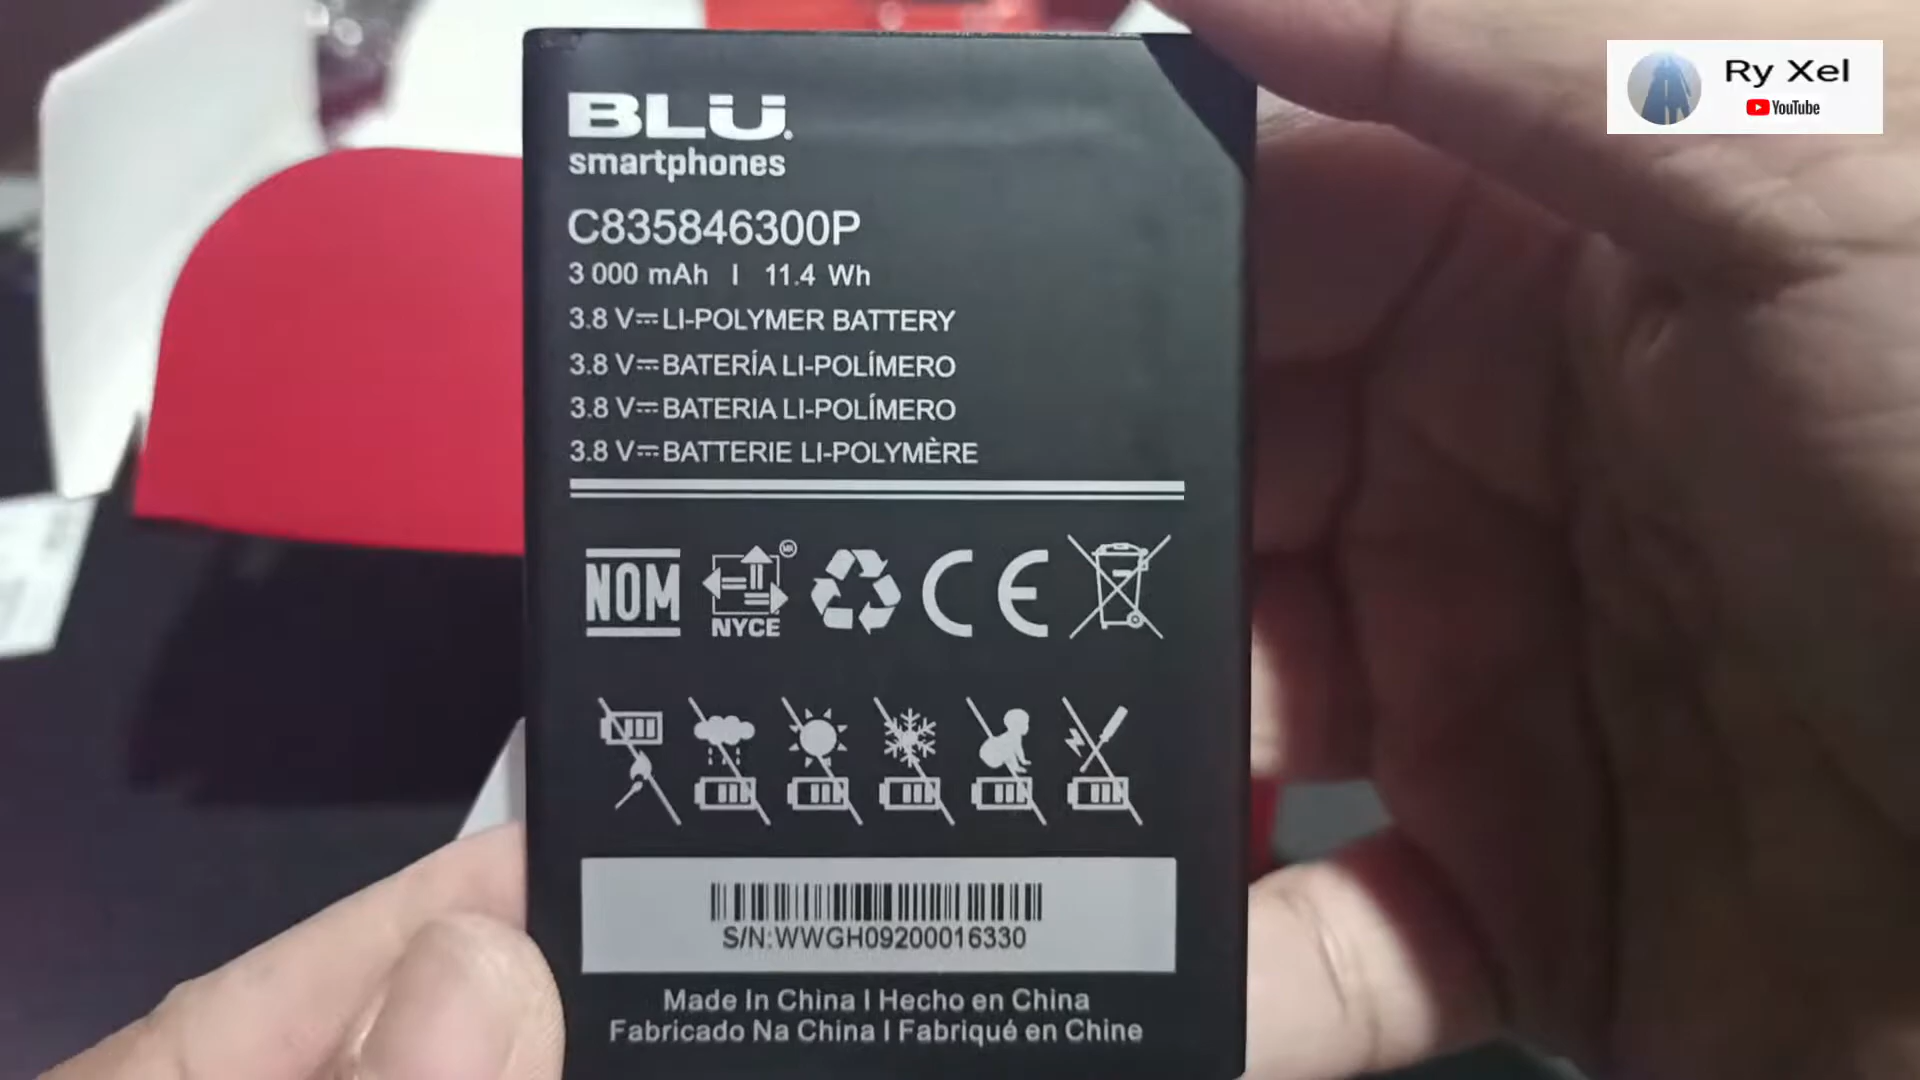 BLU.
smartphones
C835846300P
3 000 mAh I 11.4 Wh
3.8 V⎓LI-POLYMER BATTERY
3.8 V⎓BATERÍA LI-POLÍMERO
3.8 V⎓BATERIA LI-POLÍMERO
3.8 V⎓BATTERIE LI-POLYMÈRE
NOM
MX
NYCE
CE
S/N:WWGH09200016330
Made In China I Hecho en China
Fabricado Na China I Fabriqué en Chine
Ry Xel
YouTube